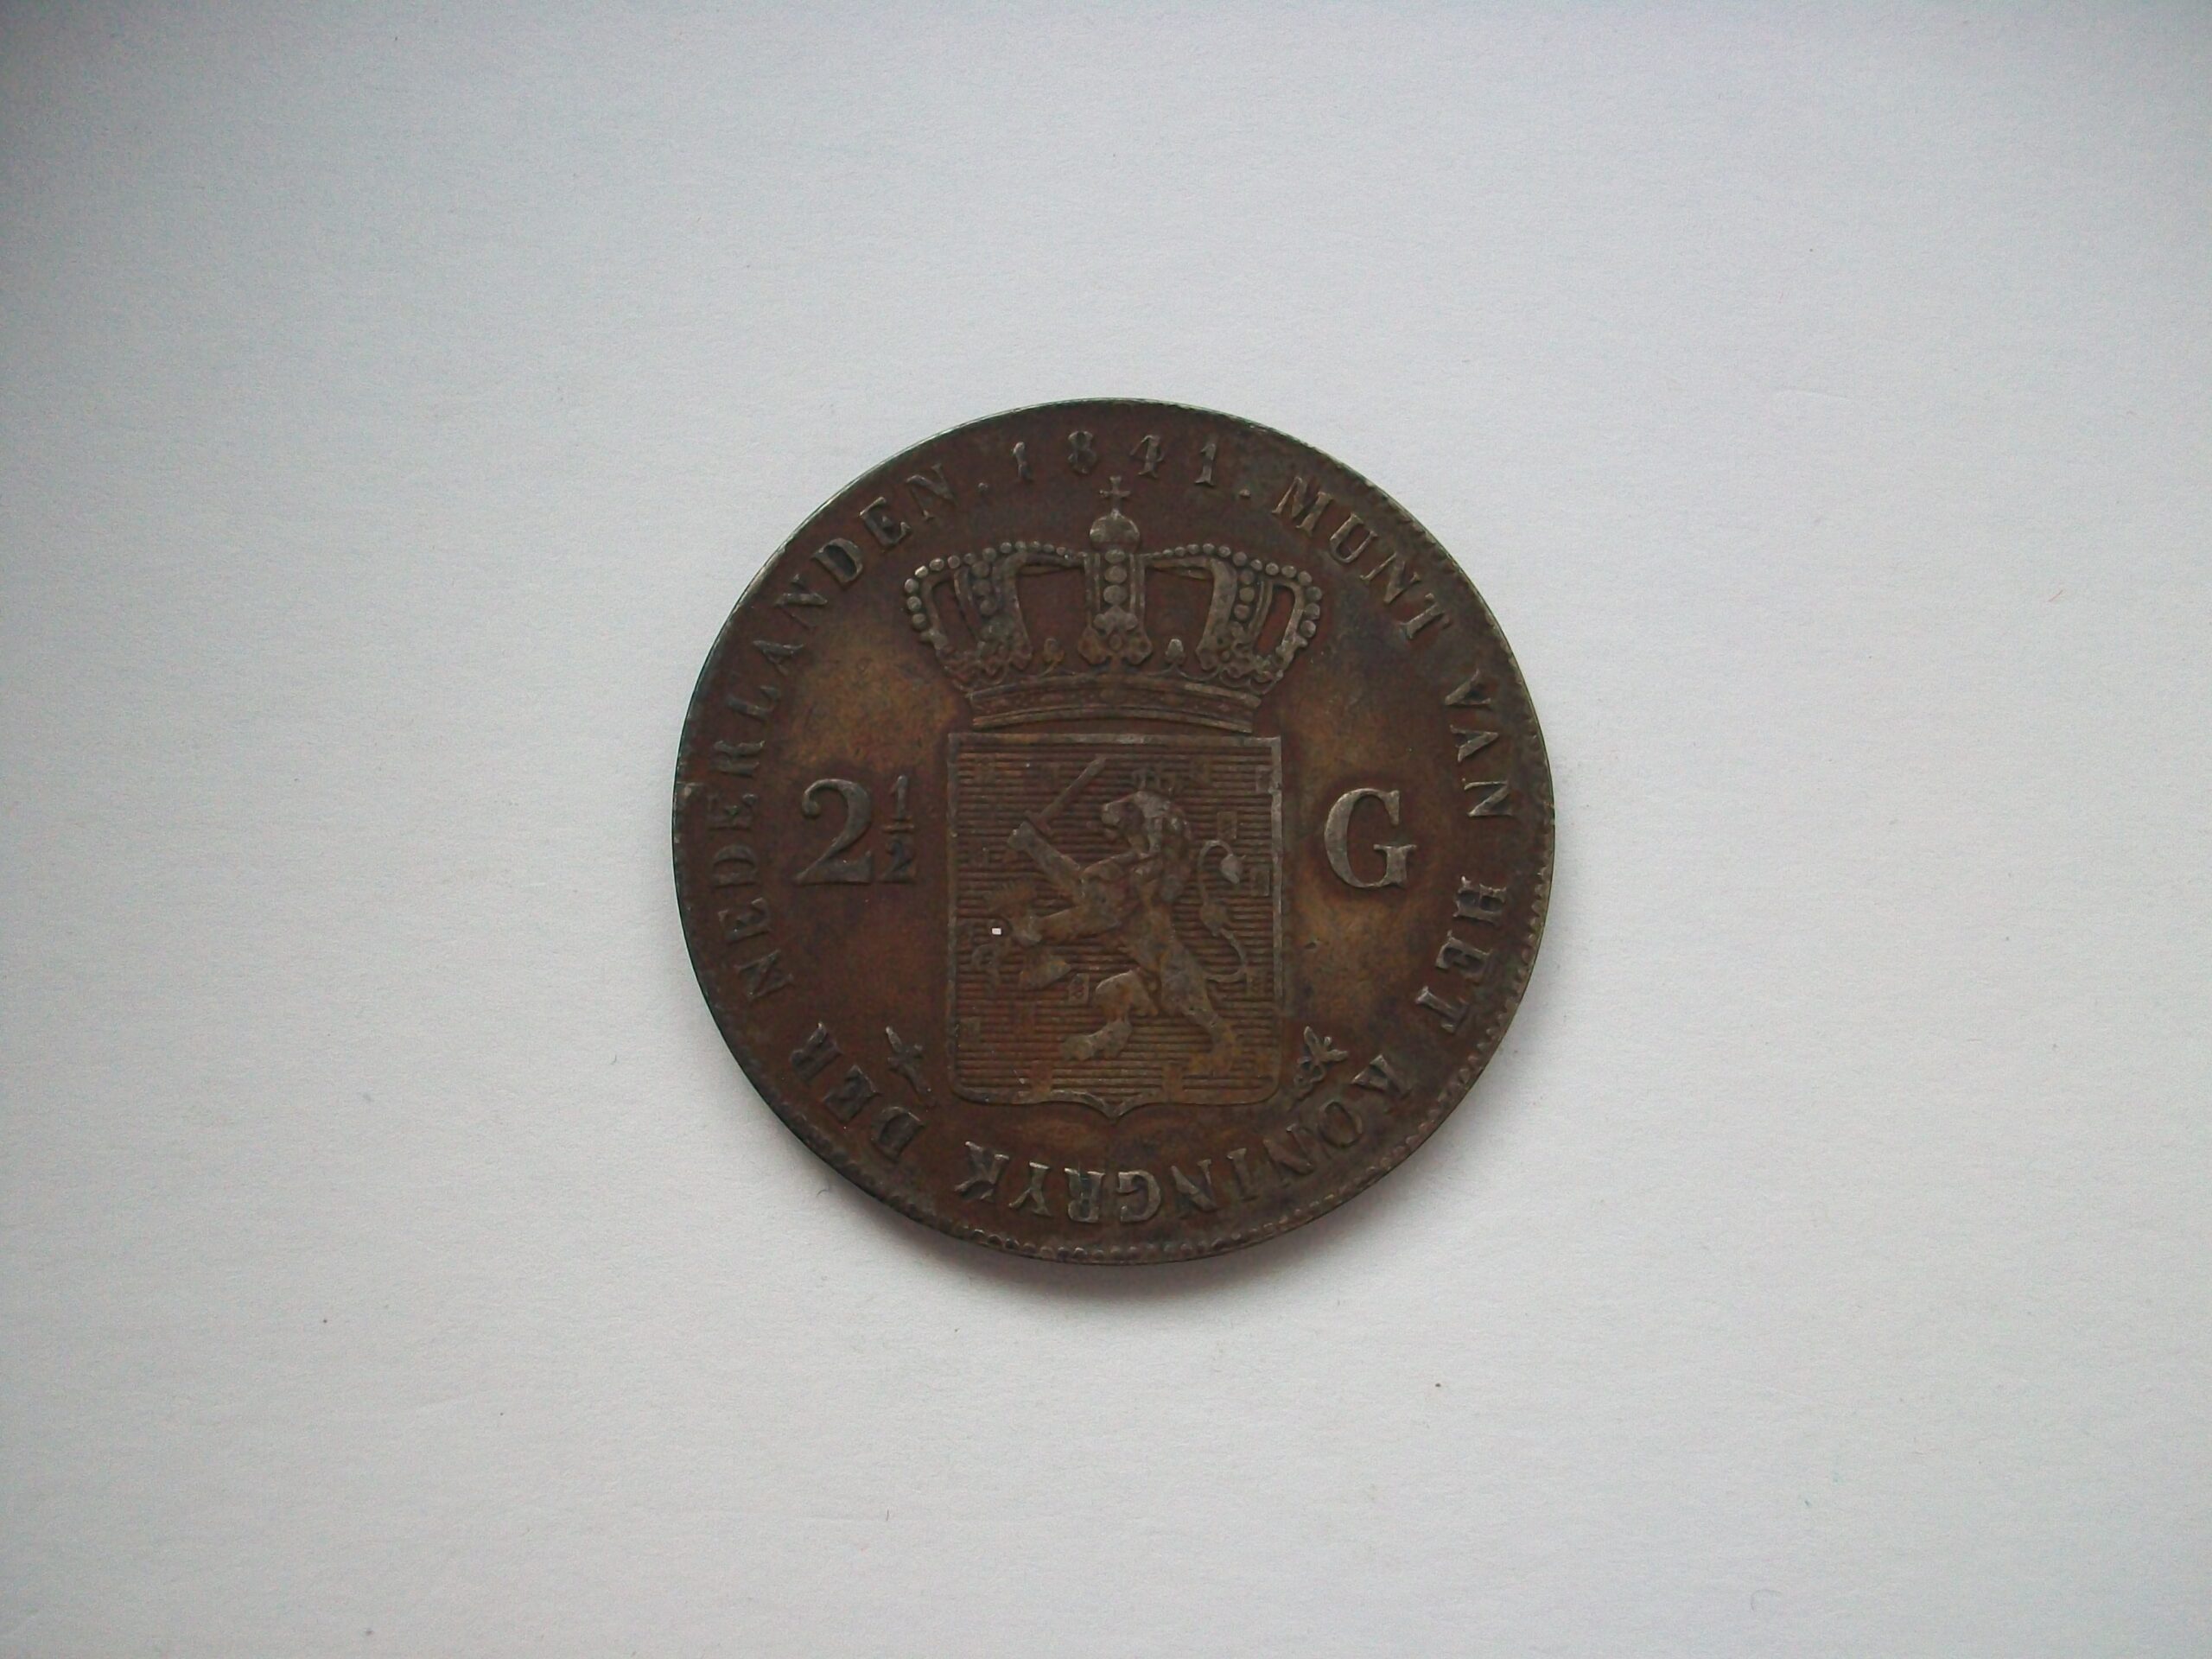 MUNT VAN HET KONINGRYK DER NEDERLANDEN. 1841.
2½ G